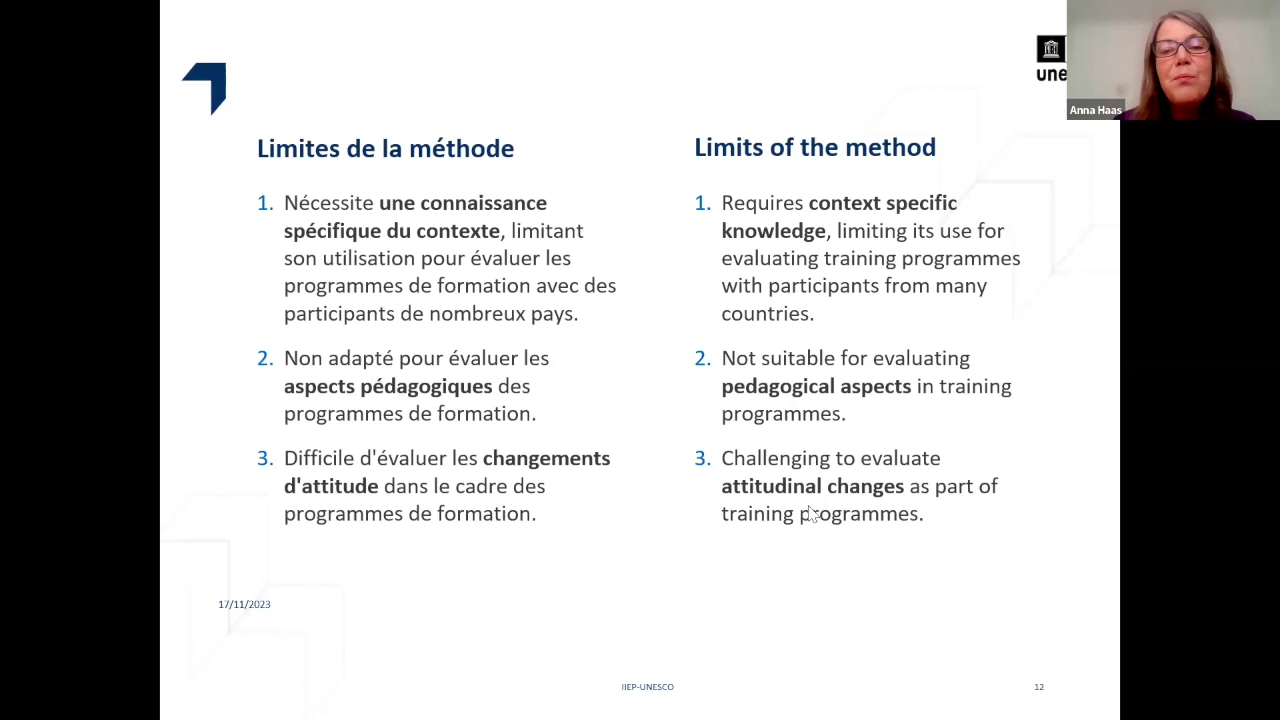 une
Anna Haas
Limites de la méthode
1. Nécessite une connaissance
spécifique du contexte, limitant
son utilisation pour évaluer les
programmes de formation avec des
participants de nombreux pays.
2. Non adapté pour évaluer les
aspects pédagogiques des
programmes de formation.
3. Difficile d'évaluer les changements
d'attitude dans le cadre des
programmes de formation.
Limits of the method
1. Requires context specific
knowledge, limiting its use for
evaluating training programmes
with participants from many
countries.
2. Not suitable for evaluating
pedagogical aspects in training
programmes.
3. Challenging to evaluate
attitudinal changes as part of
training programmes.
17/11/2023
IIEP-UNESCO
12